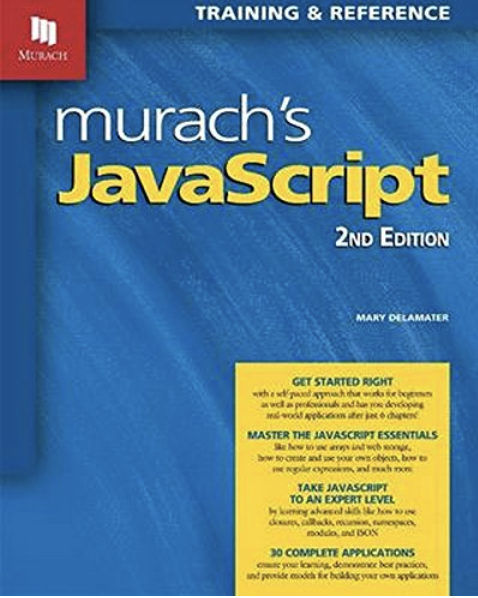 TRAINING & REFERENCE
MURACH
murach's
JavaScript
2ND EDITION
MARY DELAMATER
GET STARTED RIGHT
with a self-paced approach that works for beginners
as well as professionals and has you developing
real-world applications after just 6 chapters!
MASTER THE JAVASCRIPT ESSENTIALS
like how to use arrays and web storage,
how to create and use your own objects, how to
use regular expressions, and much more
TAKE JAVASCRIPT
TO AN EXPERT LEVEL
by learning advanced skills like how to use
closures, callbacks, recursion, namespaces,
modules, and JSON
30 COMPLETE APPLICATIONS
ensure your learning, demonstrate best practices,
and provide models for building your own applications